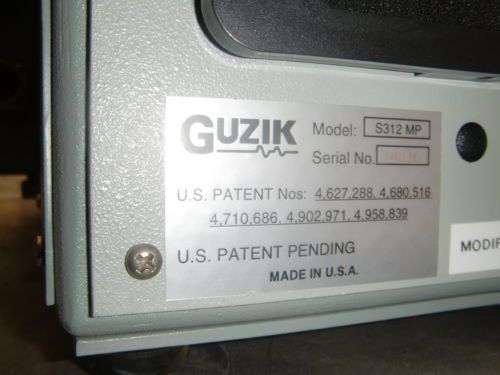 GUZIK Model: S312 MP
Serial No.
U.S. PATENT Nos: 4,627,288, 4,680,516
4,710,686, 4,902,971, 4,958,839
U.S. PATENT PENDING
MADE IN U.S.A.